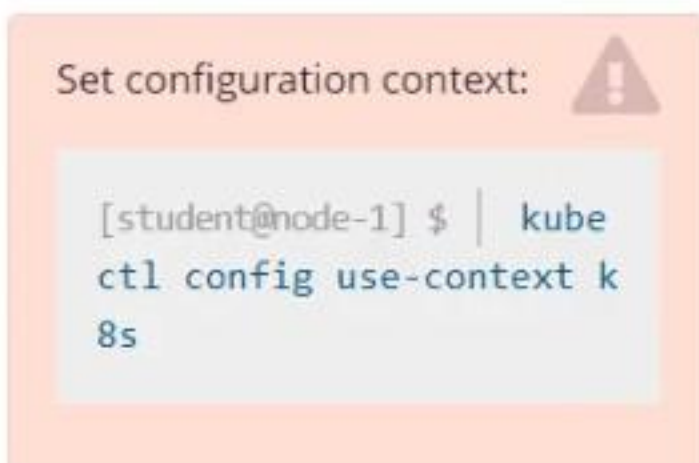 Set configuration context:
[student@node-1] $ | kube
ctl config use-context k
8s